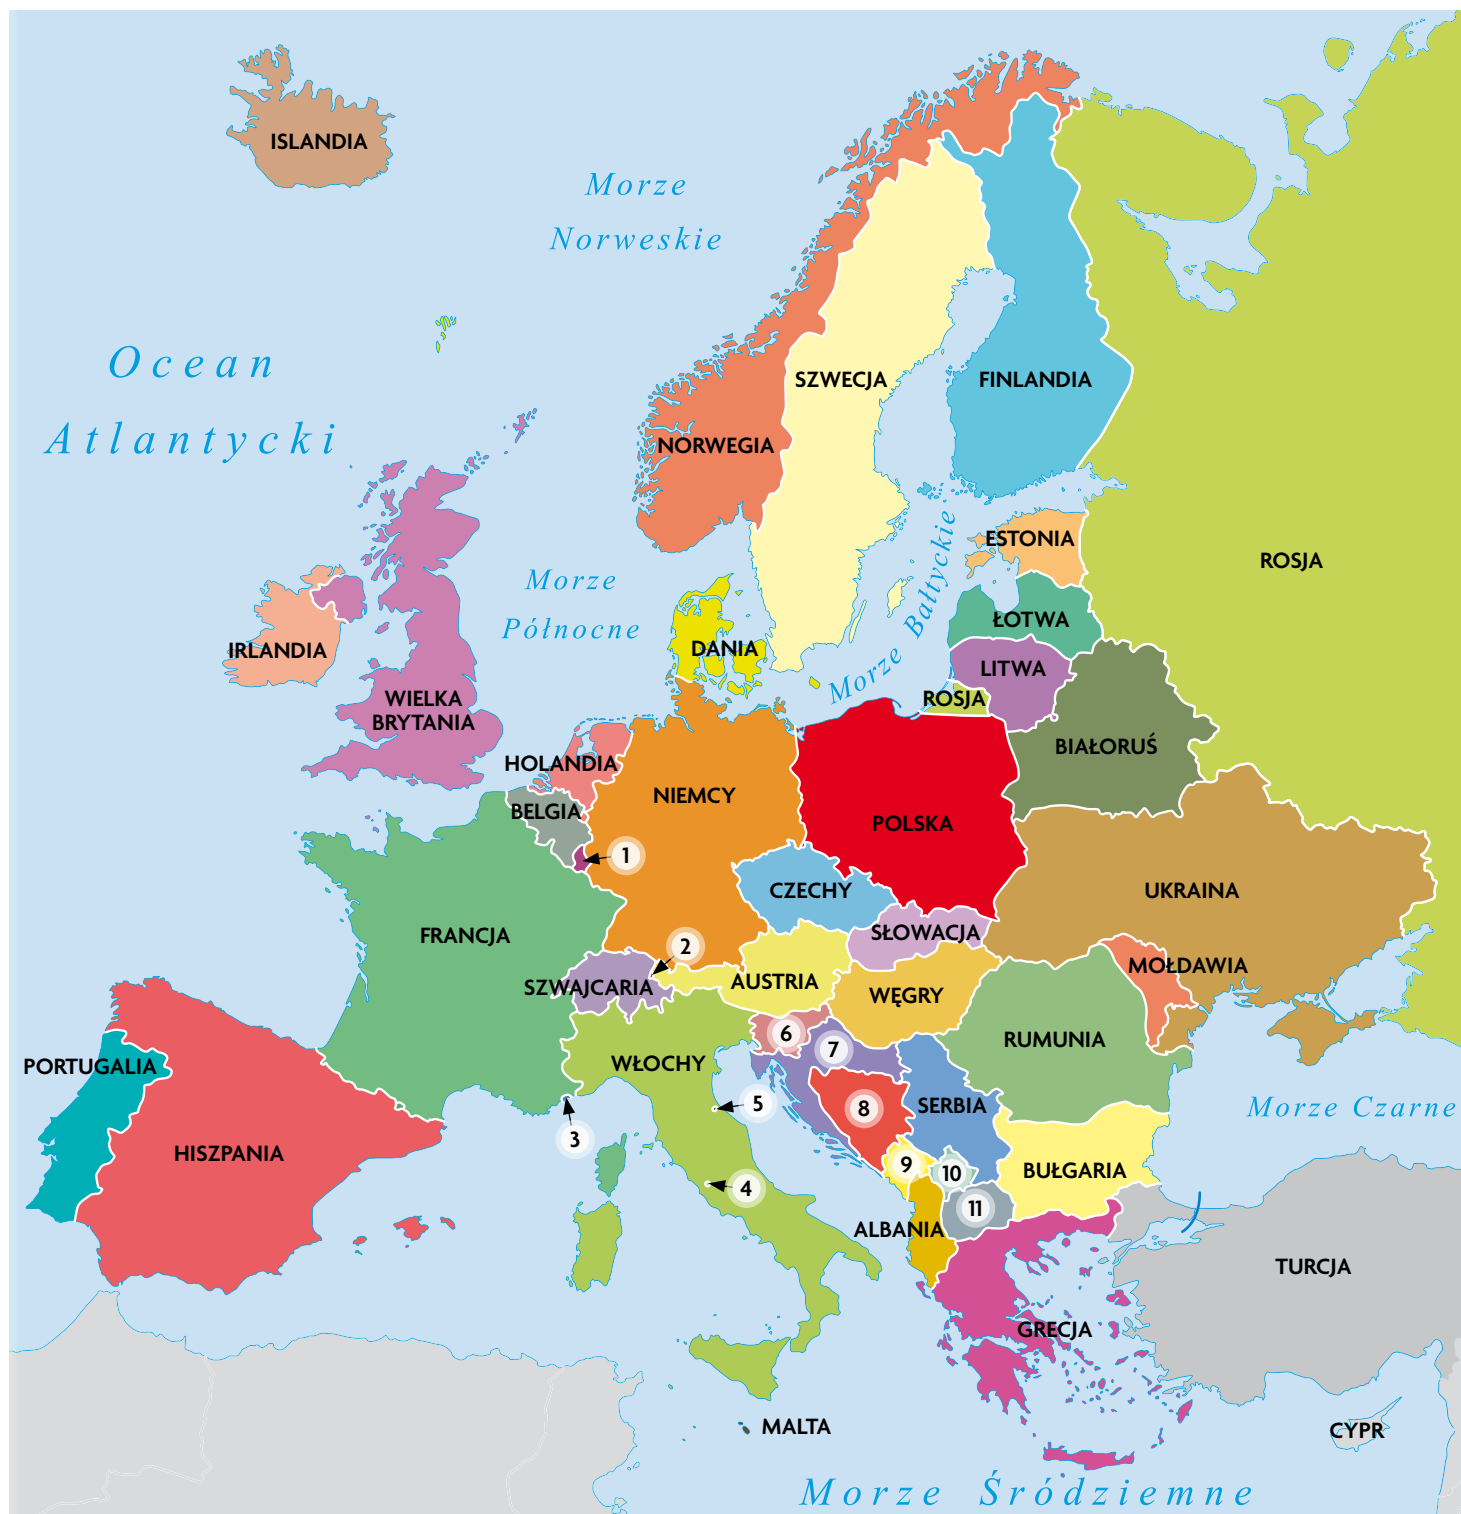 ISLANDIA
Morze
Norweskie
Ocean
Atlantycki
SZWECJA
FINLANDIA
NORWEGIA
ESTONIA
ROSJA
Morze
Północne
Morze Bałtyckie
ŁOTWA
IRLANDIA
DANIA
LITWA
WIELKA
BRYTANIA
ROSJA
BIAŁORUŚ
HOLANDIA
NIEMCY
BELGIA
POLSKA
1
CZECHY
UKRAINA
FRANCJA
SŁOWACJA
2
MOŁDAWIA
SZWAJCARIA
AUSTRIA
WĘGRY
6
RUMUNIA
7
WŁOCHY
PORTUGALIA
5
8
SERBIA
Morze Czarne
3
HISZPANIA
9
10
BUŁGARIA
4
11
ALBANIA
TURCJA
GRECJA
MALTA
CYPR
Morze Śródziemne